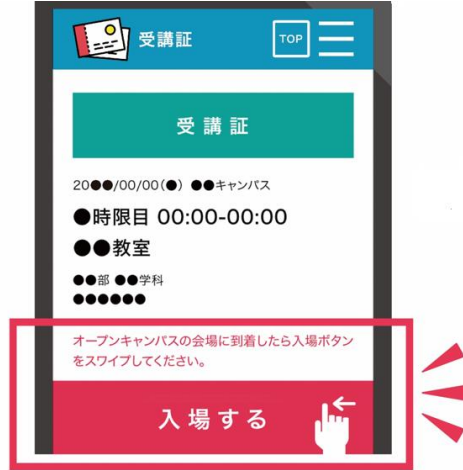 受講証
TOP
受講証
20●●/00/00(●) ●●キャンパス
●時限目 00:00-00:00
●●教室
●●部 ●●学科
●●●●●●
オープンキャンパスの会場に到着したら入場ボタン
をスワイプしてください。
入場する